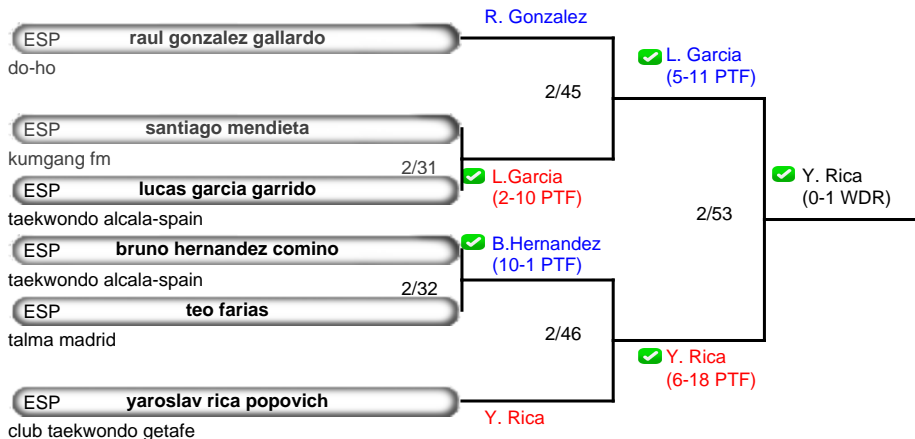 R. Gonzalez
ESP raul gonzalez gallardo
do-ho
L. Garcia
(5-11 PTF)
2/45
ESP santiago mendieta
kumgang fm
2/31
L.Garcia
(2-10 PTF)
ESP lucas garcia garrido
taekwondo alcala-spain
Y. Rica
(0-1 WDR)
2/53
ESP bruno hernandez comino
taekwondo alcala-spain
B.Hernandez
(10-1 PTF)
2/32
ESP teo farias
talma madrid
2/46
Y. Rica
(6-18 PTF)
ESP yaroslav rica popovich
club taekwondo getafe
Y. Rica